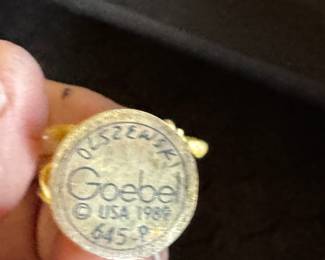 OLSZEWSKI
Goebel
© USA 1989
645-P